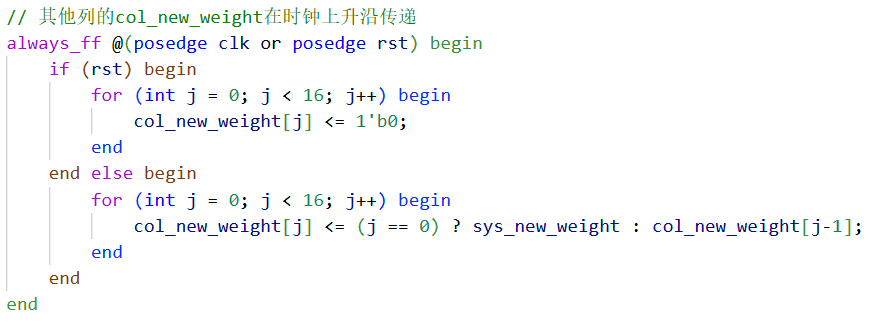 // 其他列的col_new_weight在时钟上升沿传递
always_ff @(posedge clk or posedge rst) begin
    if (rst) begin
        for (int j = 0; j < 16; j++) begin
            col_new_weight[j] <= 1'b0;
        end
    end else begin
        for (int j = 0; j < 16; j++) begin
            col_new_weight[j] <= (j == 0) ? sys_new_weight : col_new_weight[j-1];
        end
    end
end